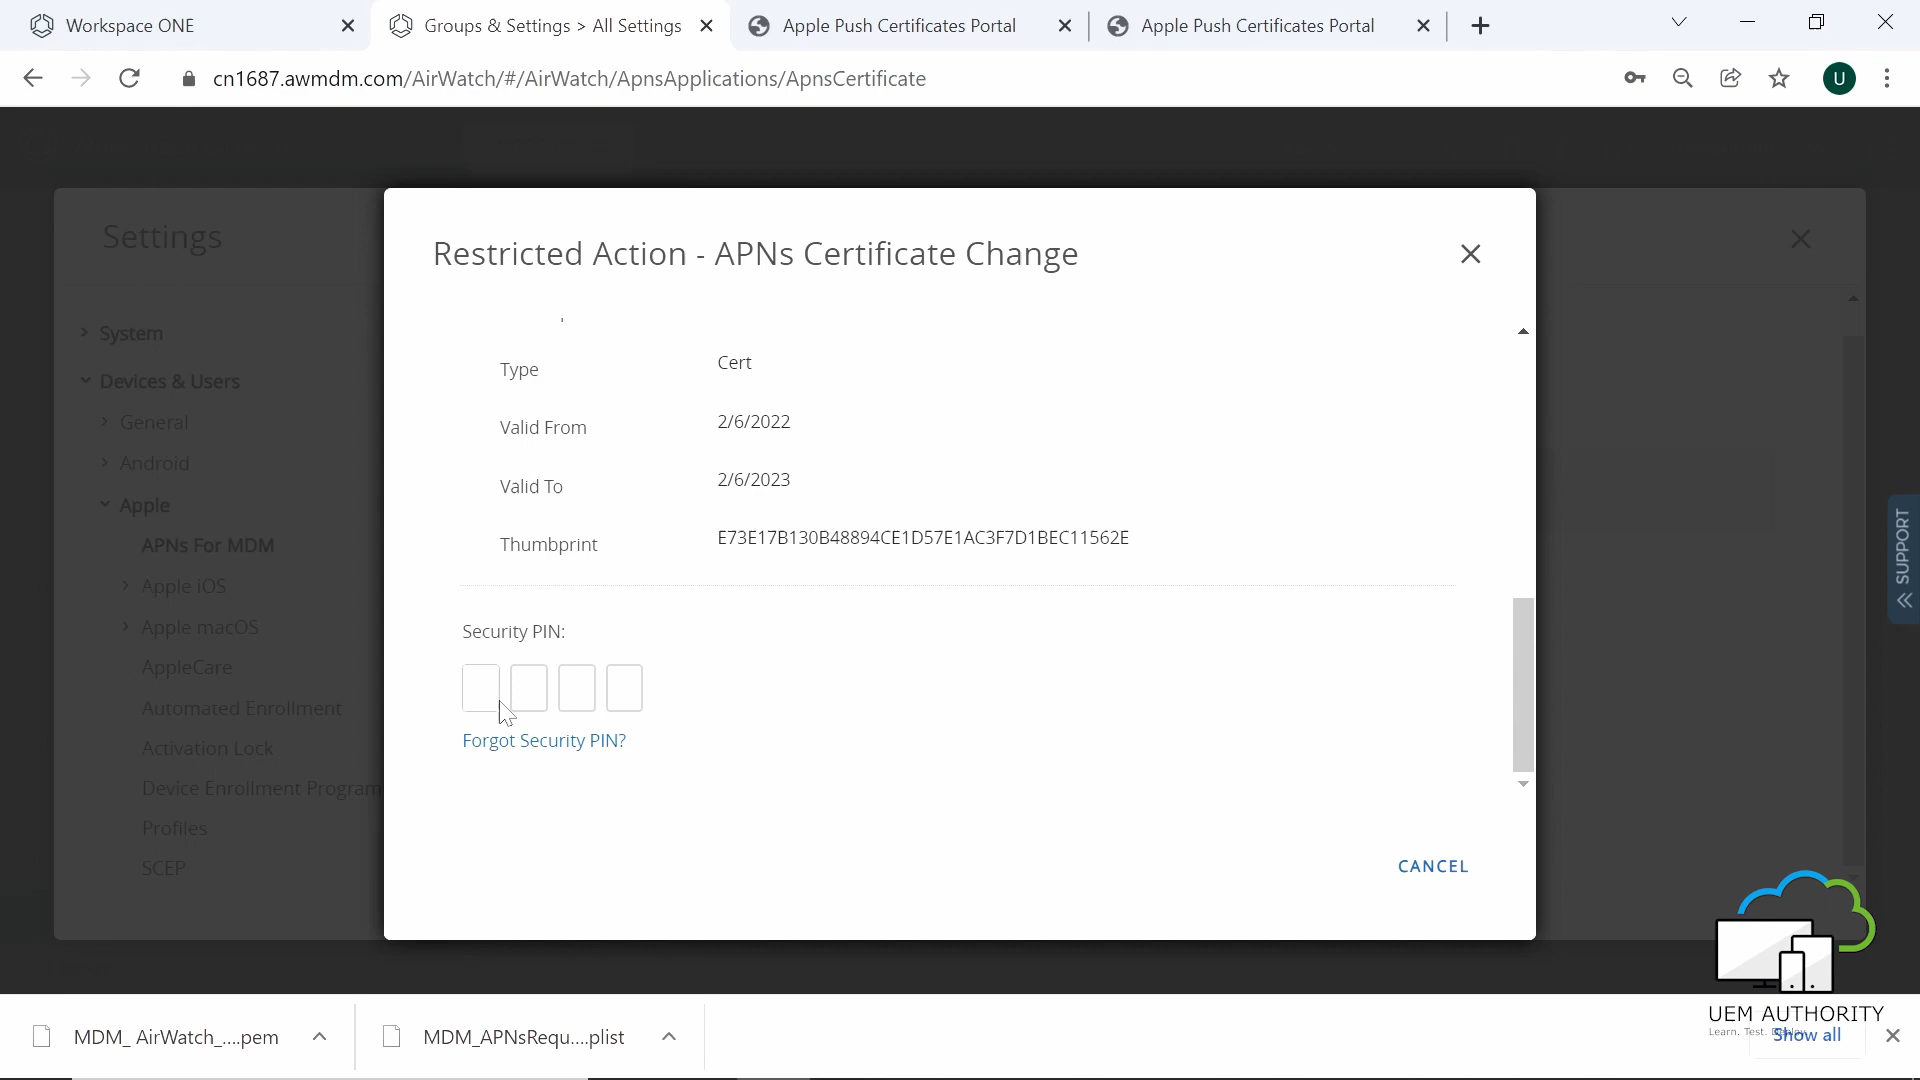 Workspace ONE
Groups & Settings > All Settings
Apple Push Certificates Portal
Apple Push Certificates Portal
cn1687.awmdm.com/AirWatch/#/AirWatch/ApnsApplications/ApnsCertificate
U
Settings
Restricted Action - APNs Certificate Change
System
Devices & Users
General
Android
Apple
APNs For MDM
Apple iOS
Apple macOS
AppleCare
Automated Enrollment
Activation Lock
Device Enrollment Program
Profiles
SCEP
Type Cert
Valid From 2/6/2022
Valid To 2/6/2023
Thumbprint E73E17B130B48894CE1D57E1AC3F7D1BEC11562E
Security PIN:
Forgot Security PIN?
CANCEL
SUPPORT
MDM_ AirWatch_....pem
MDM_APNsRequ....plist
UEM AUTHORITY
Learn. Test.
Show all